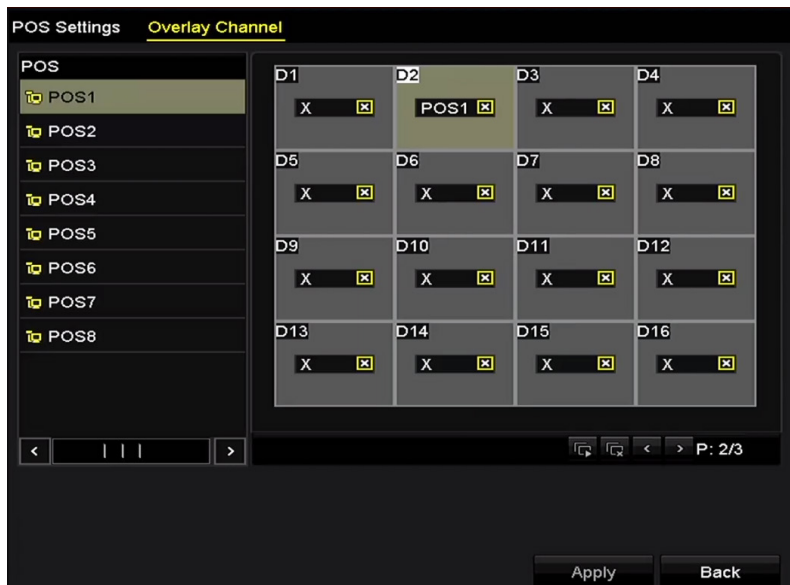 POS Settings Overlay Channel
POS
POS1
POS2
POS3
POS4
POS5
POS6
POS7
POS8
D1 D2 D3 D4
X POS1 X X
D5 D6 D7 D8
X X X X
D9 D10 D11 D12
X X X X
D13 D14 D15 D16
X X X X
< > < > P: 2/3
Apply Back